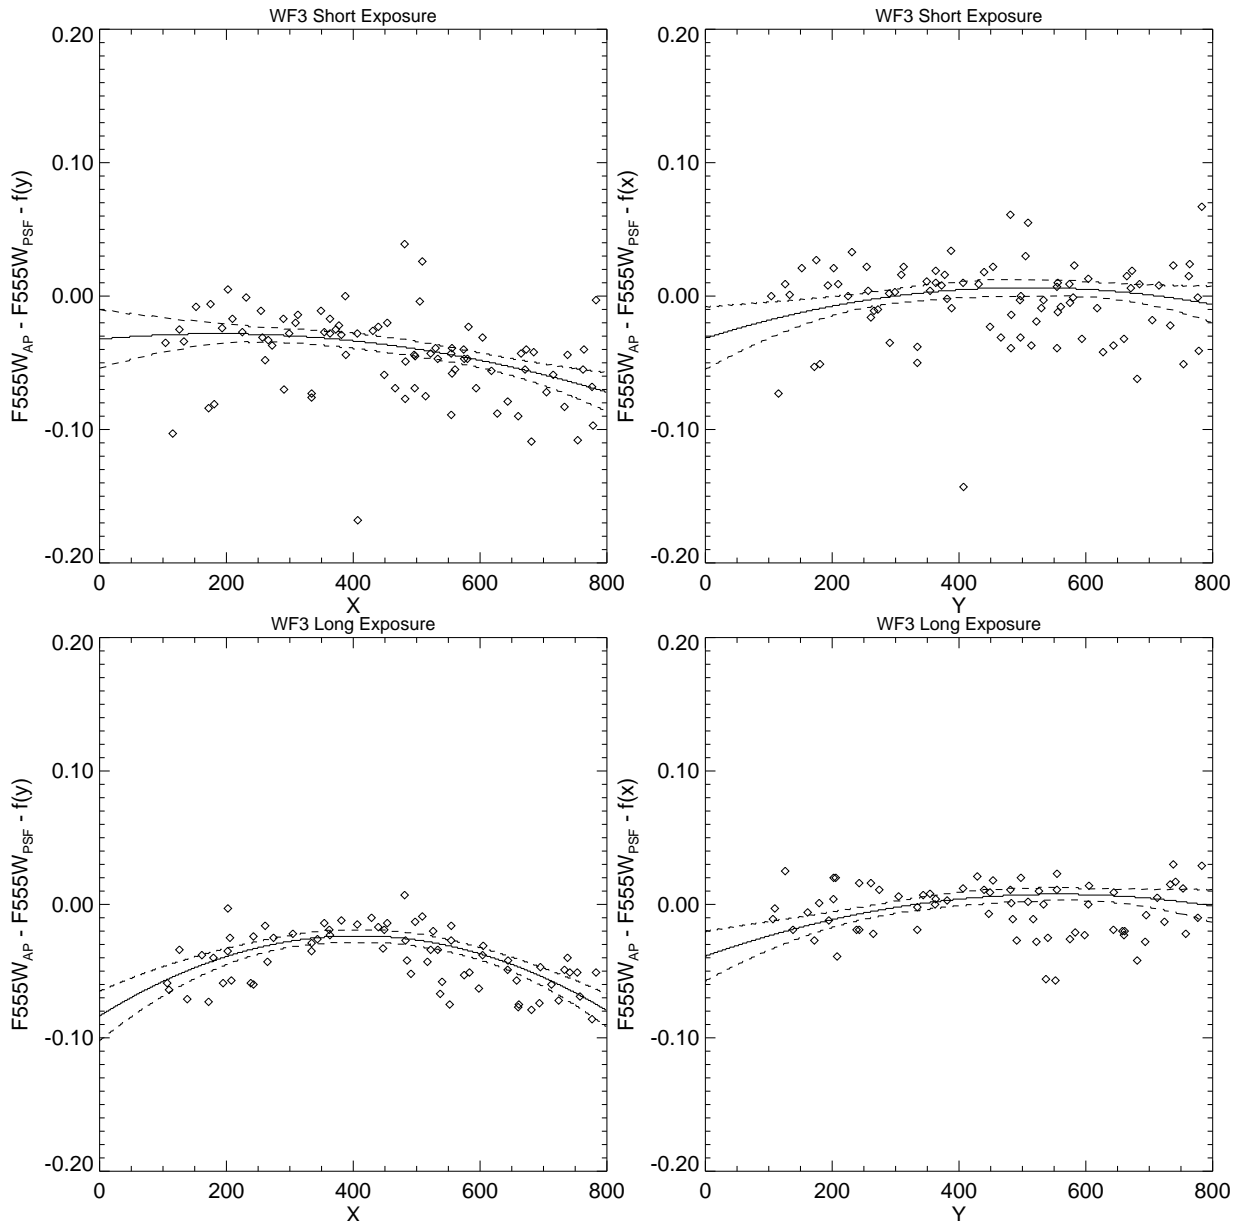 WF3 Short Exposure
0.20
0.10
0.00
-0.10
-0.20
0 200 400 600 800
X
F555W_AP - F555W_PSF - f(y)
WF3 Short Exposure
0.20
0.10
0.00
-0.10
-0.20
0 200 400 600 800
Y
F555W_AP - F555W_PSF - f(x)
WF3 Long Exposure
0.20
0.10
0.00
-0.10
-0.20
0 200 400 600 800
X
F555W_AP - F555W_PSF - f(y)
WF3 Long Exposure
0.20
0.10
0.00
-0.10
-0.20
0 200 400 600 800
Y
F555W_AP - F555W_PSF - f(x)